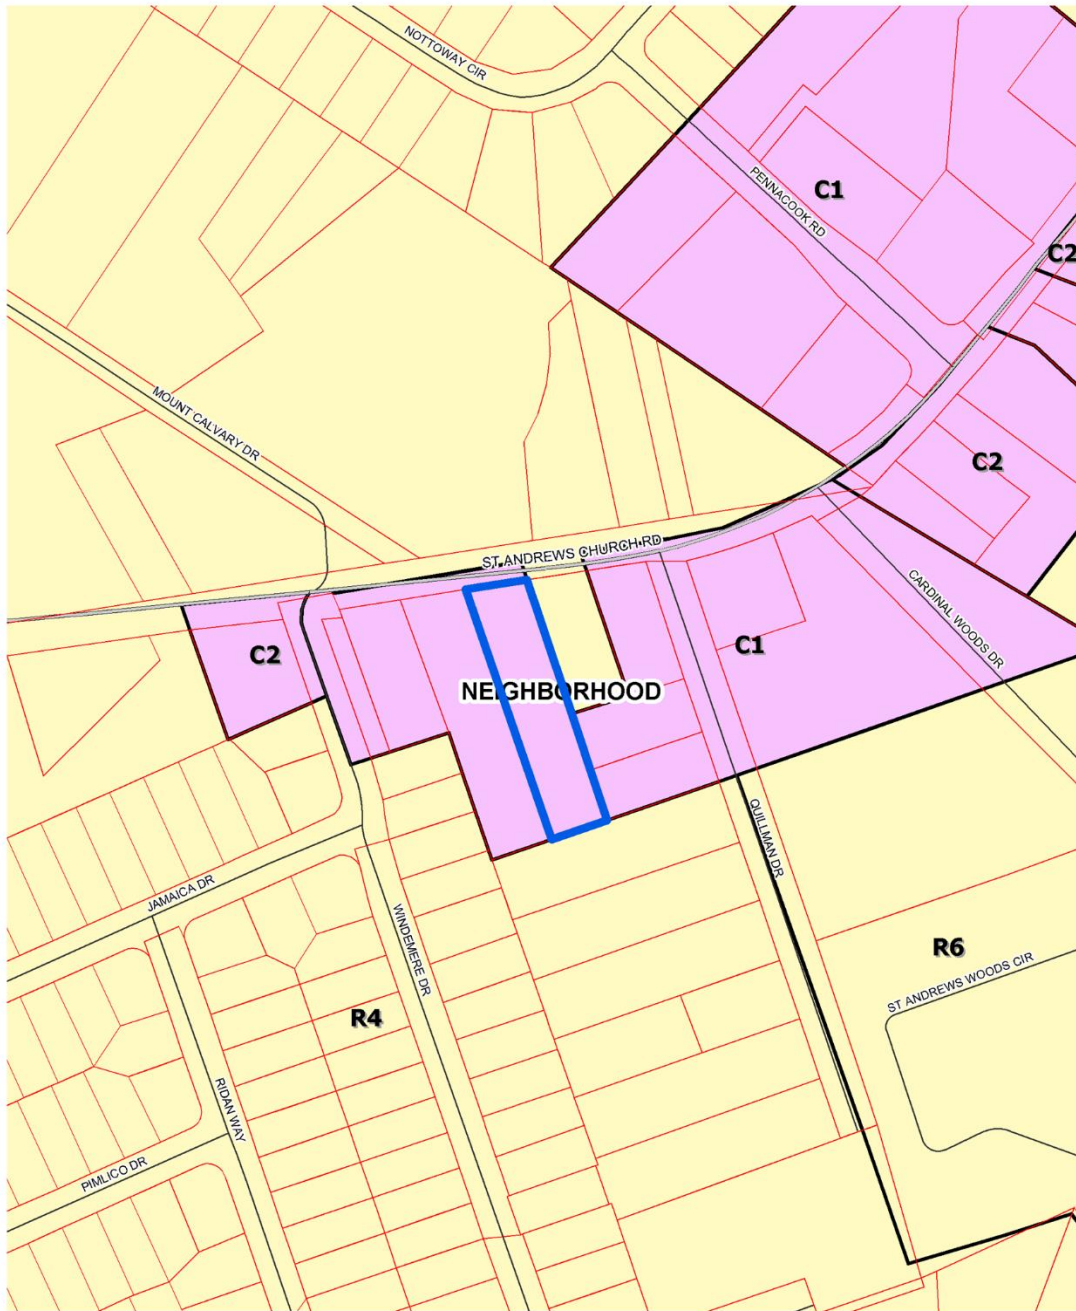 NOTTOWAY CIR
PENNACOOK RD
C1
C2
MOUNT CALVARY DR
C2
ST ANDREWS CHURCH RD
CARDINAL WOODS DR
C2
C1
NEIGHBORHOOD
QUILLMAN DR
JAMAICA DR
WINDEMERE DR
R6
ST ANDREWS WOODS CIR
R4
RIDAN WAY
PIMLICO DR